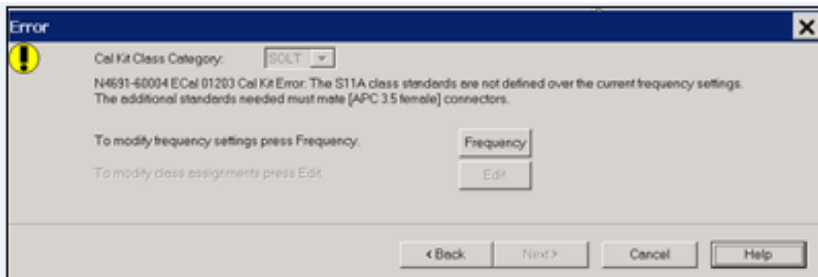 Error
Cal Kit Class Category: SOLT
N4691-60004 ECal 01203 Cal Kit Error: The S11A class standards are not defined over the current frequency settings.
The additional standards needed must mate [APC 3.5 female] connectors.
To modify frequency settings press Frequency. Frequency
To modify class assignments press Edit. Edit
< Back Next > Cancel Help